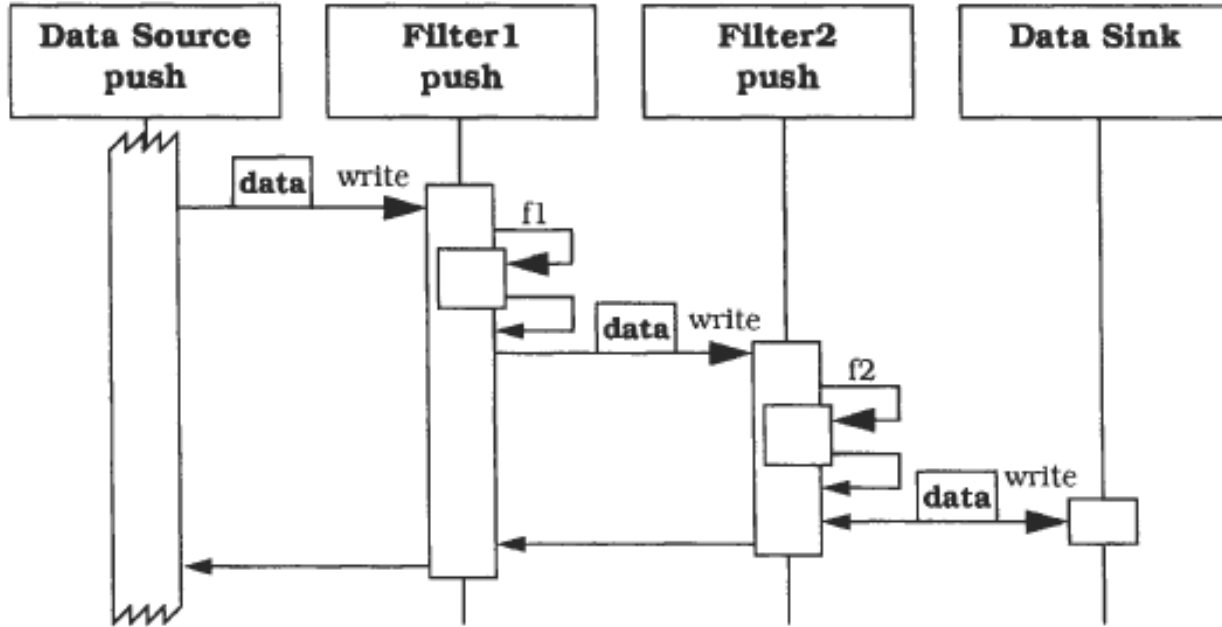 Data Source
push
Filter1
push
Filter2
push
Data Sink
data
write
f1
data
write
f2
data
write